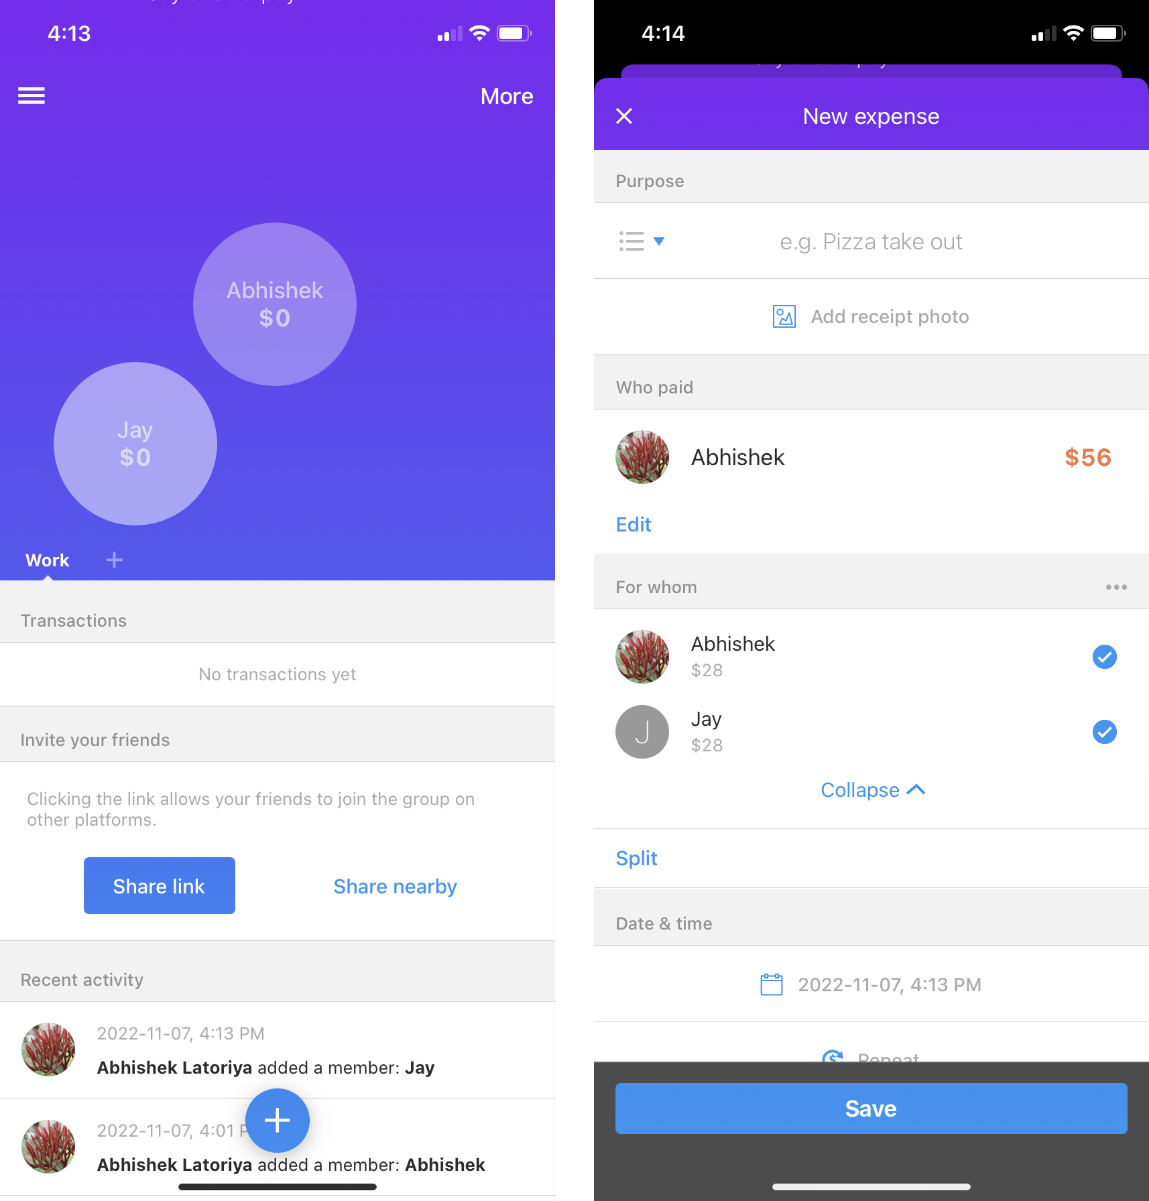 4:13
More
Abhishek
$0
Jay
$0
Work
Transactions
No transactions yet
Invite your friends
Clicking the link allows your friends to join the group on
other platforms.
Share link
Share nearby
Recent activity
2022-11-07, 4:13 PM
Abhishek Latoriya added a member: Jay
2022-11-07, 4:01
Abhishek Latoriya added a member: Abhishek
4:14
New expense
Purpose
e.g. Pizza take out
Add receipt photo
Who paid
Abhishek
$56
Edit
For whom
Abhishek
$28
J
Jay
$28
Collapse
Split
Date & time
2022-11-07, 4:13 PM
Repeat
Save